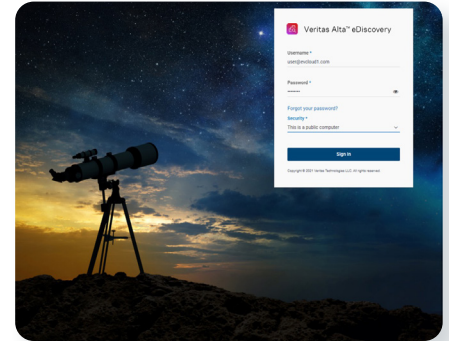 Veritas Alta™ eDiscovery
Username *
user@evcloud1.com
Password *
Forgot your password?
Security *
This is a public computer
Sign in
Copyright © 2021 Veritas Technologies LLC. All rights reserved.